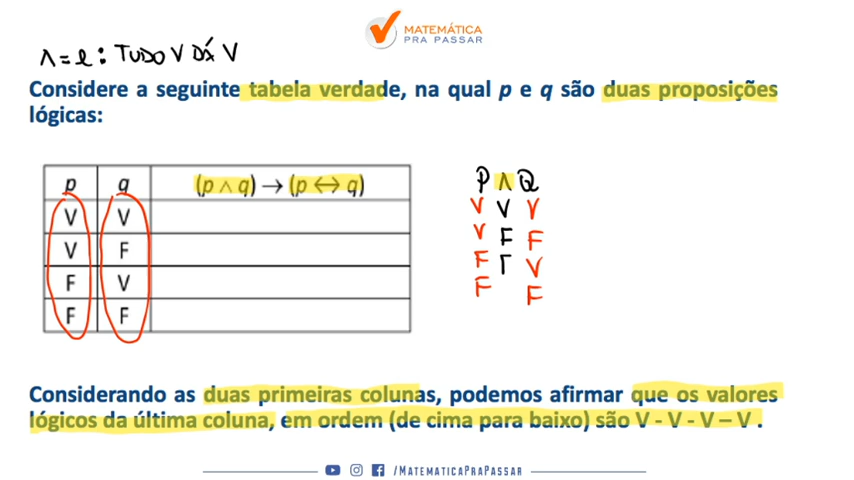 MATEMÁTICA
PRA PASSAR
Λ = e : TUDO V DÁ V
Considere a seguinte tabela verdade, na qual p e q são duas proposições
lógicas:
p q (p ∧ q) → (p ↔ q)
V V
V F
F V
F F
P Λ Q
V V V
V F F
F Γ V
F F
Considerando as duas primeiras colunas, podemos afirmar que os valores
lógicos da última coluna, em ordem (de cima para baixo) são V - V - V – V .
/MATEMATICAPRAPASSAR